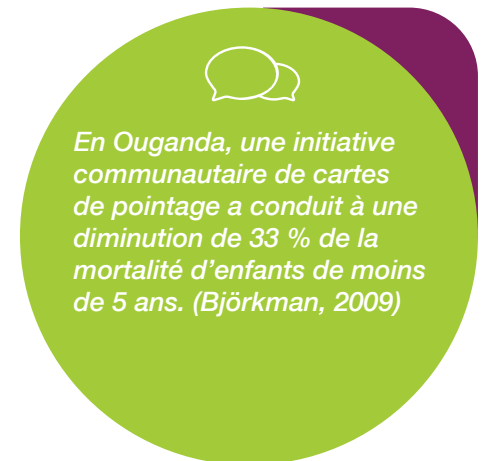 En Ouganda, une initiative
communautaire de cartes
de pointage a conduit à une
diminution de 33 % de la
mortalité d’enfants de moins
de 5 ans. (Björkman, 2009)